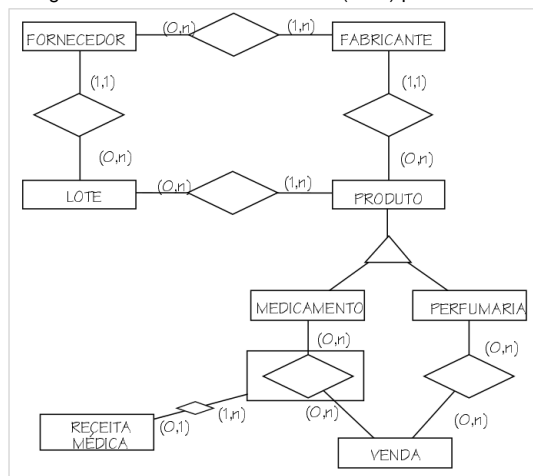 FORNECEDOR (0,n) (1,n) FABRICANTE
(1,1) (1,1)
(0,n) (0,n)
LOTE (0,n) (1,n) PRODUTO
MEDICAMENTO PERFUMARIA
(0,n) (0,n)
(0,1) (1,n) (0,n) (0,n)
RECEITA
MÉDICA
VENDA